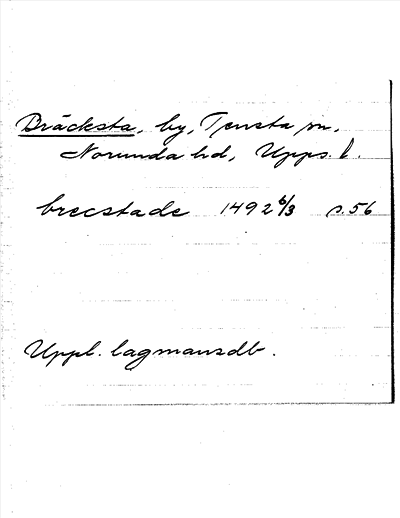 Bräcksta, by, Tensta sn,
Norunda hd, Upps. l.
brecstade 1492 6/3 s. 56
Uppl. lagmansdb.